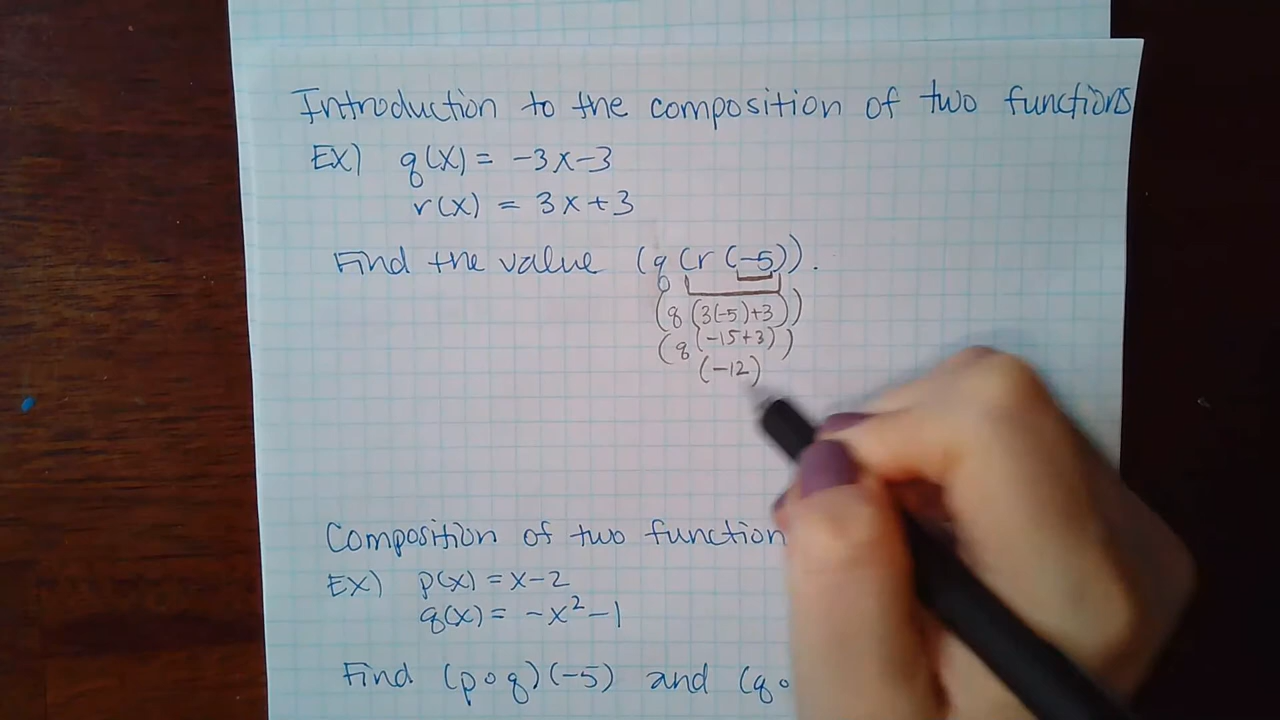 Introduction to the composition of two functions
EX) q(x) = -3x-3
r(x) = 3x+3
Find the value (q(r(-5)).
(q(3(-5)+3))
(q(-15+3))
(-12)
Composition of two function
EX) p(x) = x-2
q(x) = -x²-1
Find (p∘q)(-5) and (q∘